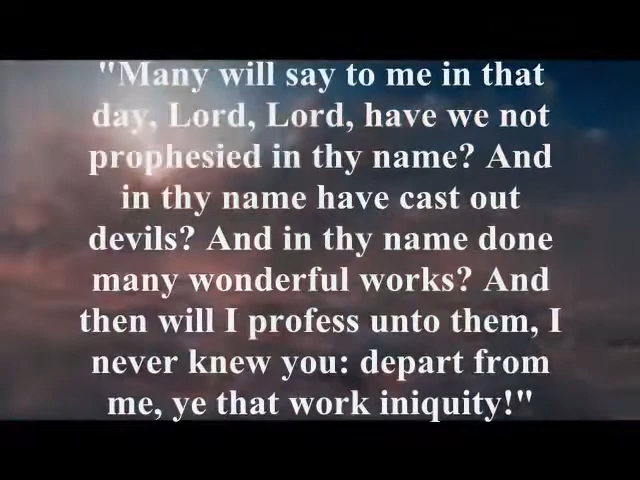 "Many will say to me in that
day, Lord, Lord, have we not
prophesied in thy name? And
in thy name have cast out
devils? And in thy name done
many wonderful works? And
then will I profess unto them, I
never knew you: depart from
me, ye that work iniquity!"